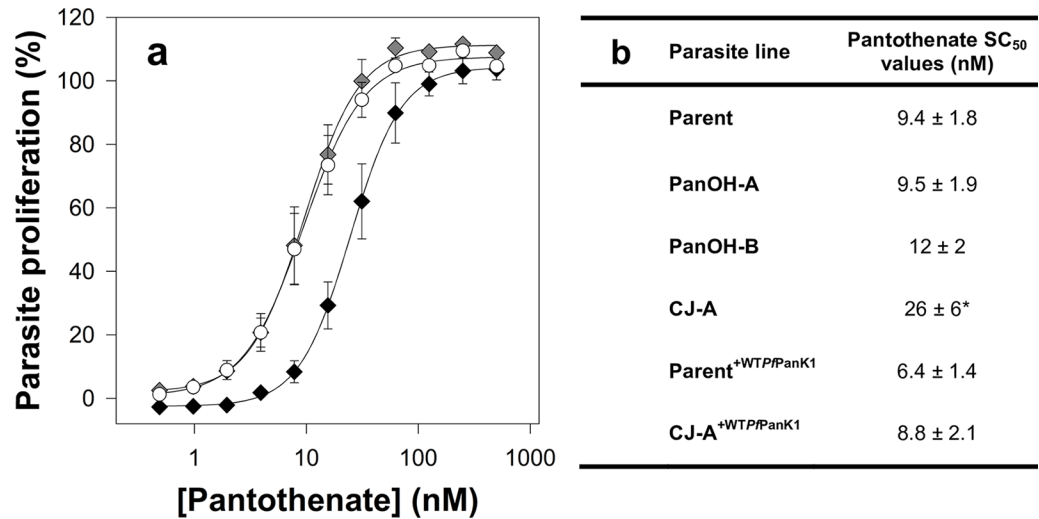 a
Parasite proliferation (%)
120
100
80
60
40
20
0
1
10
100
1000
[Pantothenate] (nM)
b
Parasite line
Pantothenate SC50
values (nM)
Parent
9.4 ± 1.8
PanOH-A
9.5 ± 1.9
PanOH-B
12 ± 2
CJ-A
26 ± 6*
Parent+WTPfPanK1
6.4 ± 1.4
CJ-A+WTPfPanK1
8.8 ± 2.1